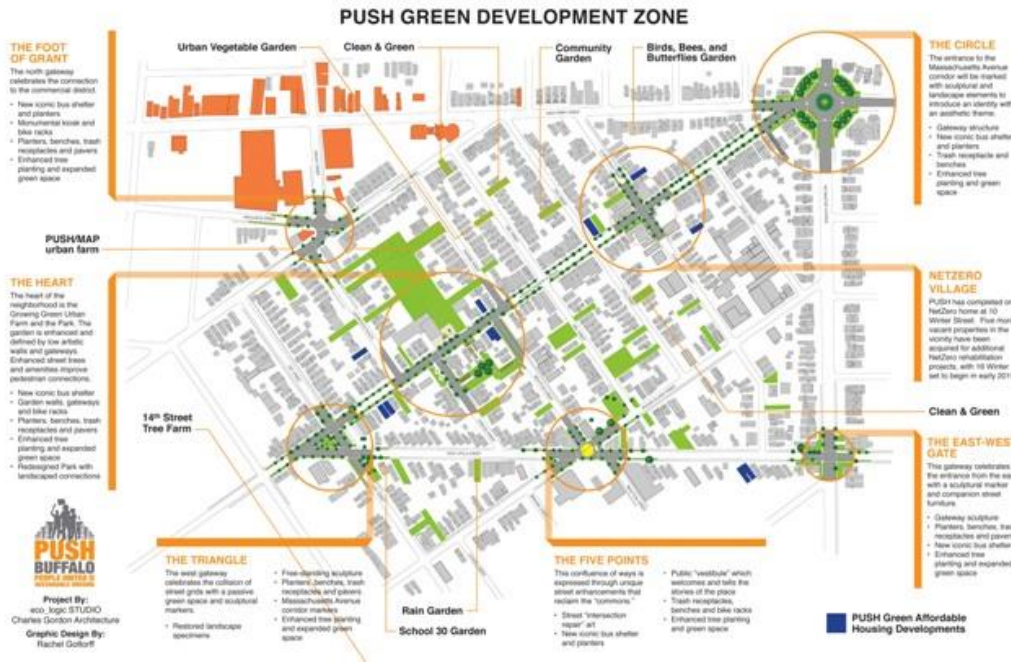 PUSH GREEN DEVELOPMENT ZONE
THE FOOT
OF GRANT
The north gateway
celebrates the connection
to the commercial district.
• New iconic bus shelter
and planters
• Monumental kiosk and
bike racks
• Planters, benches, trash
receptacles and pavers
• Enhanced tree
planting and expanded
green space
Urban Vegetable Garden
Clean & Green
Community
Garden
Birds, Bees, and
Butterflies Garden
THE CIRCLE
The entrance to the
Massachusetts Avenue
corridor will be marked
with sculptural and
landscape elements to
introduce an identity with
an aesthetic theme.
• Gateway structure
• New iconic bus shelter
and planters
• Trash receptacle and
benches
• Enhanced tree
planting and green
space
PUSH/MAP
urban farm
THE HEART
The heart of the
neighborhood is the
Growing Green Urban
Farm and the Park. The
garden is enhanced and
defined by low artistic
walls and gateways.
Enhanced street trees
and amenities improve
pedestrian connections.
• New iconic bus shelter
• Garden walls, gateways
and bike racks
• Planters, benches, trash
receptacles and pavers
• Enhanced tree
planting and expanded
green space
• Redesigned Park with
landscaped connections
NETZERO
VILLAGE
PUSH has completed one
NetZero home at 10
Winter Street. Five more
vacant properties in the
vicinity have been
acquired for additional
NetZero rehabilitation
projects, with 16 Winter
set to begin in early
14th Street
Tree Farm
Clean & Green
THE EAST-WEST
GATE
This gateway celebrates
the entrance from the east
with a sculptural marker
and companion street
furniture.
• Gateway sculpture
• Planters, benches, trash
receptacles and pavers
• New iconic bus shelter
• Enhanced tree
planting and expanded
green space
PUSH
BUFFALO
PEOPLE UNITED
SUSTAINABLE HOUSING
Project By:
eco_logic STUDIO
Charles Gordon Architecture
Graphic Design By:
Rachel
THE TRIANGLE
The west gateway
celebrates the collision of
street grids with a passive
green space and sculptural
markers.
• Restored landscape
specimens
• Free-standing sculpture
• Planters, benches, trash
receptacles and pavers
• Massachusetts Avenue
corridor markers
• Enhanced tree planting
and expanded green
space
Rain Garden
School 30 Garden
THE FIVE POINTS
This confluence of ways is
expressed through unique
street enhancements that
reclaim the "commons."
• Street "intersection
repair" art
• New iconic bus shelter
and planters
• Public "vestibule" which
welcomes and tells the
stories of the place
• Trash receptacles,
benches and bike racks
• Enhanced tree planting
and green space
PUSH Green Affordable
Housing Developments